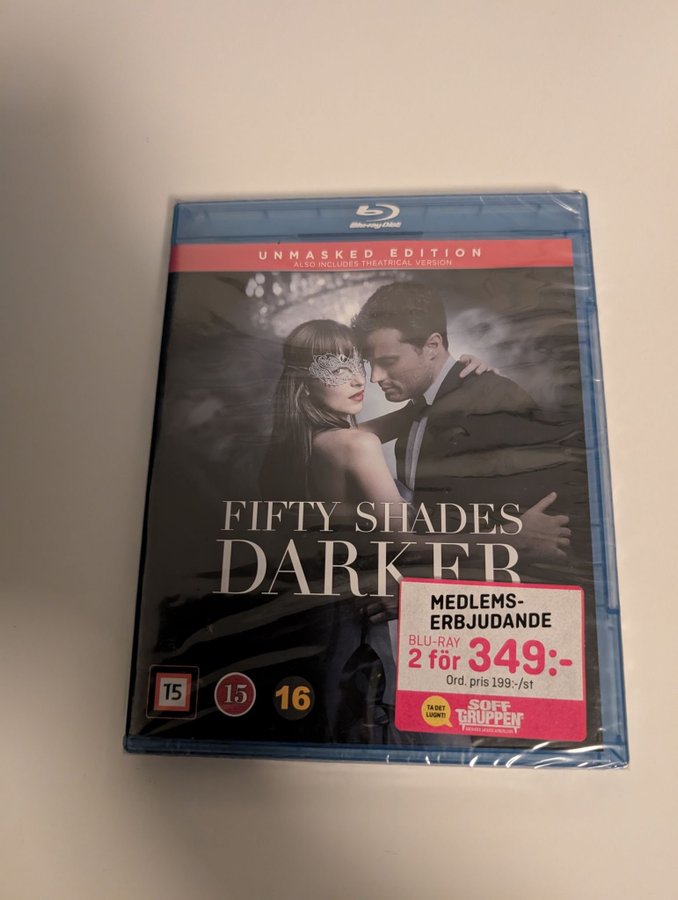 Blu-ray Disc
UNMASKED EDITION
ALSO INCLUDES THEATRICAL VERSION
FIFTY SHADES
DARKER
MEDLEMS-
ERBJUDANDE
BLU-RAY
2 för 349:-
Ord. pris 199:-/st
TA DET
LUGNT!
SOFF
GRUPPEN
T5
15
16